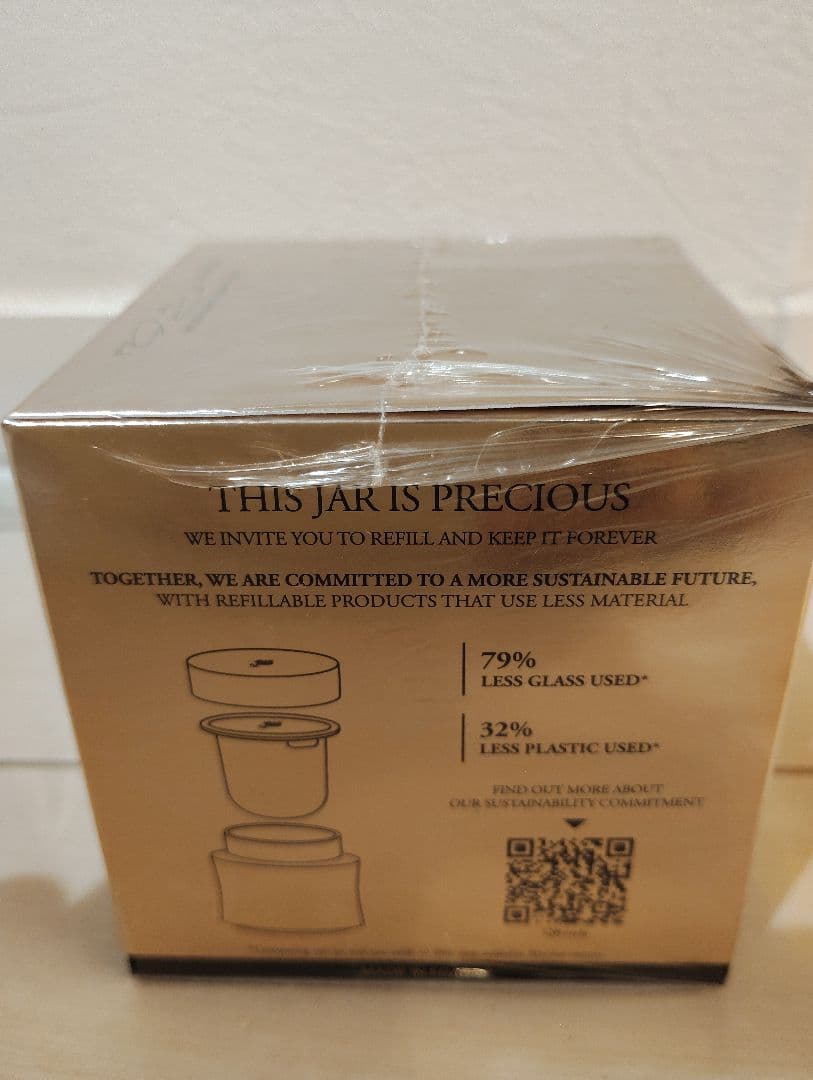 THIS JAR IS PRECIOUS
WE INVITE YOU TO REFILL AND KEEP IT FOREVER
TOGETHER, WE ARE COMMITTED TO A MORE SUSTAINABLE FUTURE,
WITH REFILLABLE PRODUCTS THAT USE LESS MATERIAL
79%
LESS GLASS USED*
32%
LESS PLASTIC USED*
FIND OUT MORE ABOUT
OUR SUSTAINABILITY COMMITMENT